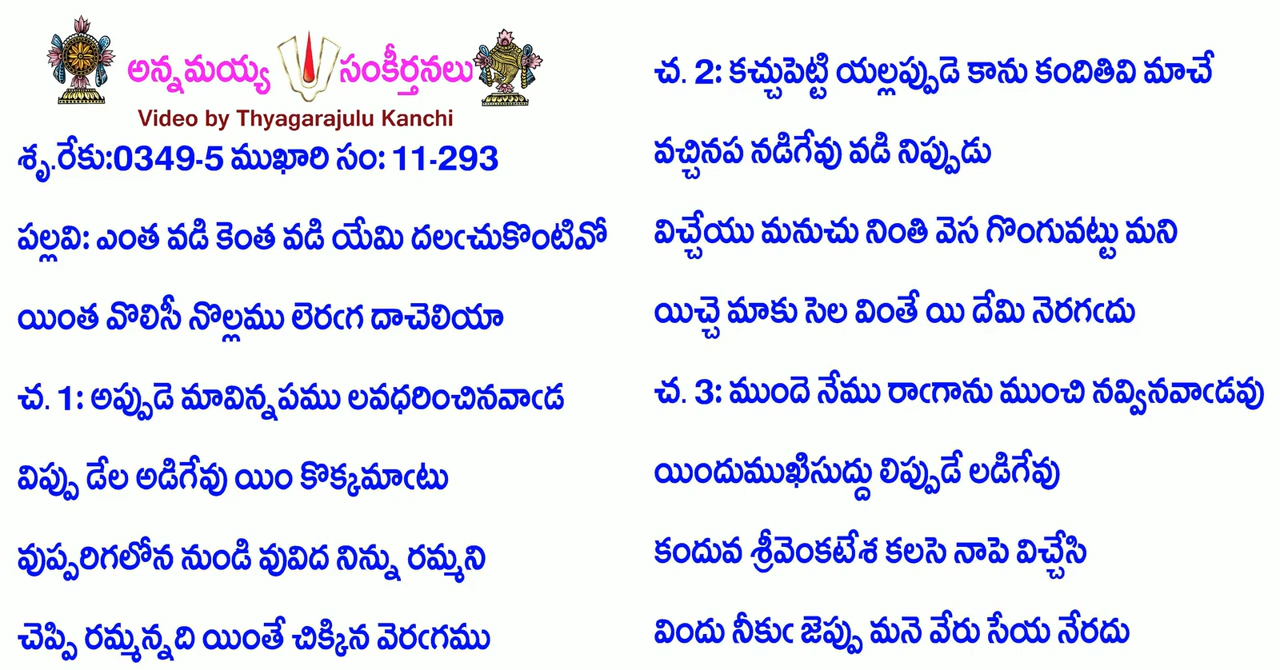 అన్నమయ్య సంకీర్తనలు
Video by Thyagarajulu Kanchi
శృ.రేకు:0349-5 ముఖారి సం: 11-293
పల్లవి: ఎంత వడి కెంత వడి యేమి దలఁచుకొంటివో
యింత వొలిసీ నొల్లము లెరఁగ దాచెలియా
చ. 1: అప్పుడె మావిన్నపము లవధరించినవాఁడ
విప్పు డేల అడిగేవు యిం కొక్కమాఁటు
వుప్పరిగలోన నుండి వువిద నిన్ను రమ్మని
చెప్పి రమ్మన్నది యింతే చిక్కిన వెరఁగము
చ. 2: కచ్చుపెట్టి యల్లప్పుడె కాను కందితివి మాచే
వచ్చినప నడిగేవు వడి నిప్పుడు
విచ్చేయు మనుచు నింతి వెస గొంగువట్టు మని
యిచ్చె మాకు సెల వింతే యి దేమి నెరగఁదు
చ. 3: ముందె నేము రాఁగాను ముంచి నవ్వినవాఁడవు
యిందుముఖిసుద్దు లిప్పుడే లడిగేవు
కందువ శ్రీవెంకటేశ కలసె నాపె విచ్చేసి
విందు నీకుఁ జెప్పు మనె వేరు సేయ నేరదు